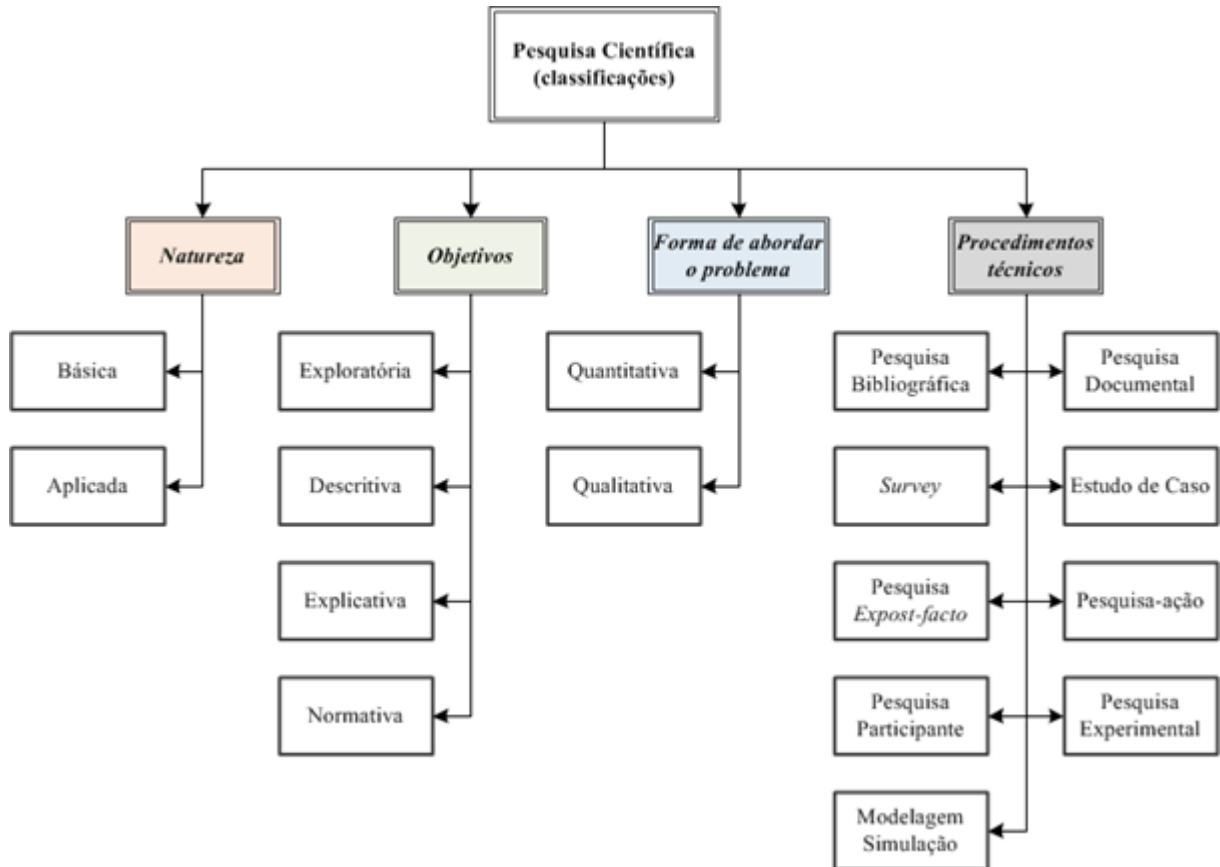 Pesquisa Científica
(classificações)
Natureza
Objetivos
Forma de abordar
o problema
Procedimentos
técnicos
Básica
Aplicada
Exploratória
Descritiva
Explicativa
Normativa
Quantitativa
Qualitativa
Pesquisa
Bibliográfica
Pesquisa
Documental
Survey
Estudo de Caso
Pesquisa
Expost-facto
Pesquisa-ação
Pesquisa
Participante
Pesquisa
Experimental
Modelagem
Simulação